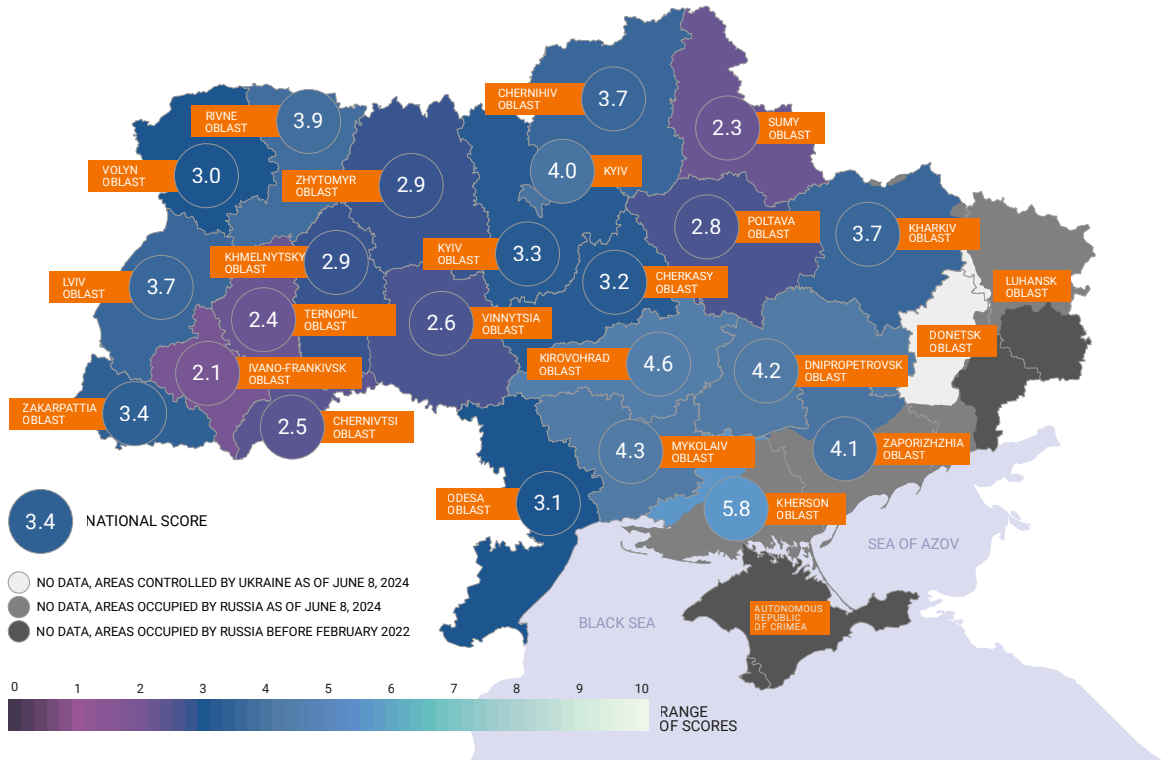 CHERNIHIV
OBLAST
3.7
RIVNE
OBLAST
3.9
2.3
SUMY
OBLAST
VOLYN
OBLAST
3.0
ZHYTOMYR
OBLAST
2.9
4.0
KYIV
2.8
POLTAVA
OBLAST
3.7
KHARKIV
OBLAST
KHMELNYTSKY
OBLAST
2.9
KYIV
OBLAST
3.3
3.2
CHERKASY
OBLAST
LUHANSK
OBLAST
LVIV
OBLAST
3.7
2.4
TERNOPIL
OBLAST
2.6
VINNYTSIA
OBLAST
DONETSK
OBLAST
2.1
IVANO-FRANKIVSK
OBLAST
KIROVOHRAD
OBLAST
4.6
4.2
DNIPROPETROVSK
OBLAST
ZAKARPATTIA
OBLAST
3.4
2.5
CHERNIVTSI
OBLAST
4.3
MYKOLAIV
OBLAST
4.1
ZAPORIZHZHIA
OBLAST
ODESA
OBLAST
3.1
5.8
KHERSON
OBLAST
3.4
NATIONAL SCORE
SEA OF AZOV
NO DATA, AREAS CONTROLLED BY UKRAINE AS OF JUNE 8, 2024
NO DATA, AREAS OCCUPIED BY RUSSIA AS OF JUNE 8, 2024
NO DATA, AREAS OCCUPIED BY RUSSIA BEFORE FEBRUARY 2022
BLACK SEA
AUTONOMOUS
REPUBLIC
OF CRIMEA
0 1 2 3 4 5 6 7 8 9 10
RANGE
OF SCORES